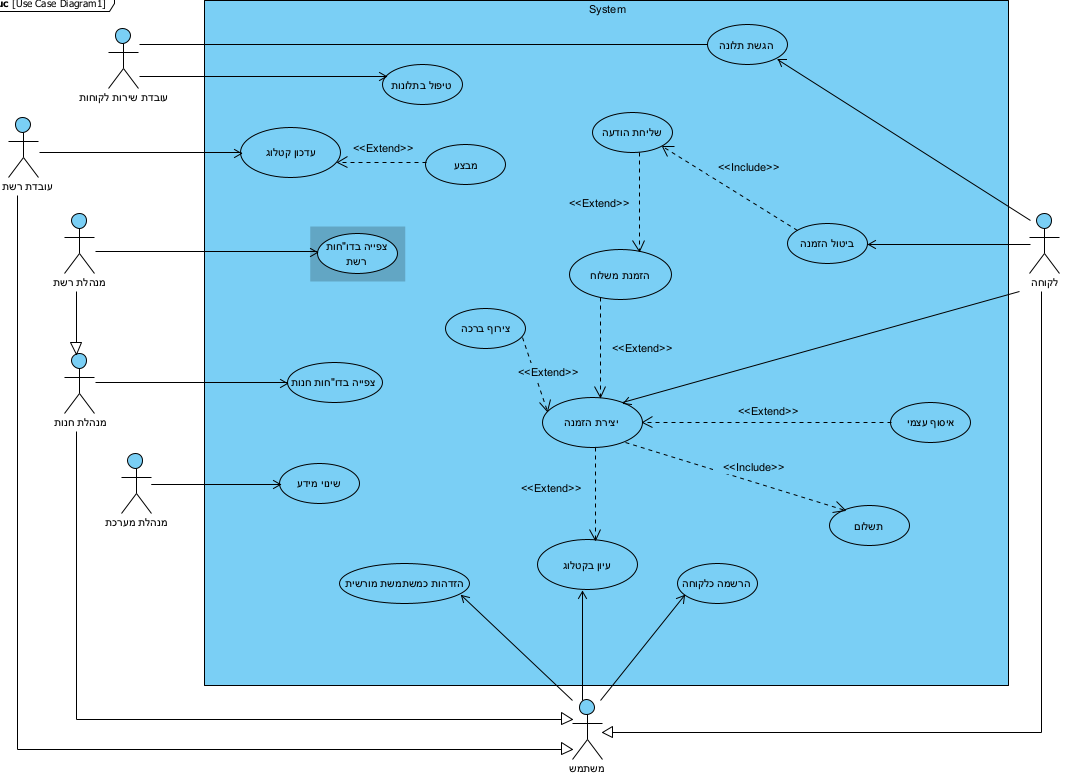 uc [Use Case Diagram1]
System
הגשת תלונה
טיפול בתלונות
עובדת שירות לקוחות
שליחת הודעה
עדכון קטלוג
<<Extend>>
מבצע
<<Include>>
עובדת רשת
<<Extend>>
ביטול הזמנה
צפייה בדו"חות
רשת
הזמנת משלוח
מנהלת רשת
לקוחה
צירוף ברכה
<<Extend>>
<<Extend>>
צפייה בדו"חות חנות
<<Extend>>
מנהלת חנות
יצירת הזמנה
איסוף עצמי
<<Include>>
שינוי מידע
<<Extend>>
מנהלת מערכת
תשלום
עיון בקטלוג
הזדהות כמשתמשת מורשית
הרשמה כלקוחה
משתמש